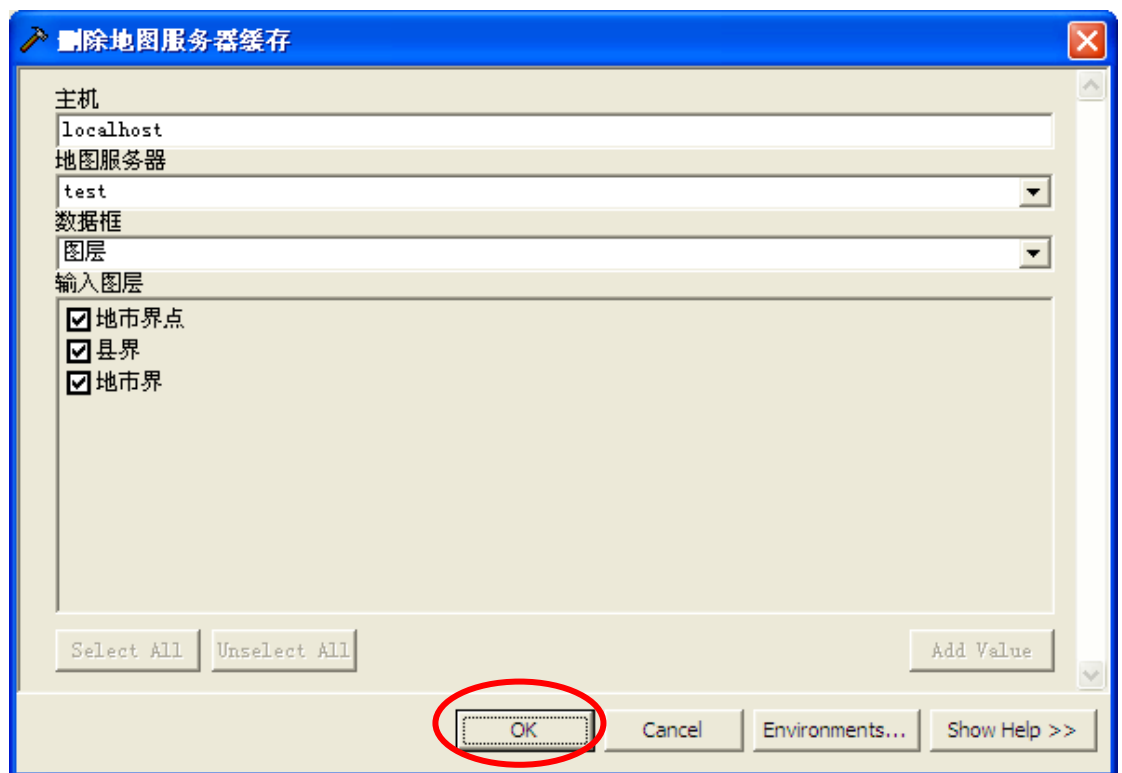 删除地图服务器缓存
主机
localhost
地图服务器
test
数据框
图层
输入图层
地市界点
县界
地市界
Select All Unselect All Add Value
OK Cancel Environments... Show Help >>